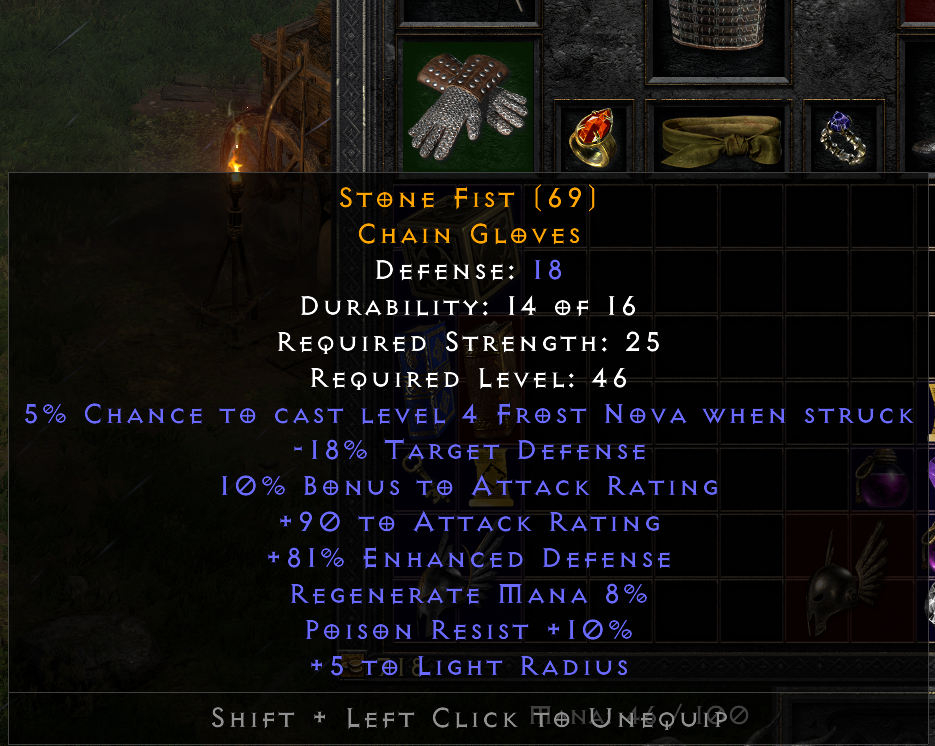 Stone Fist (69)
Chain Gloves
Defense: 18
Durability: 14 of 16
Required Strength: 25
Required Level: 46
5% Chance to cast level 4 Frost Nova when struck
-18% Target Defense
10% Bonus to Attack Rating
+90 to Attack Rating
+81% Enhanced Defense
Regenerate Mana 8%
Poison Resist +10%
+5 to Light Radius
Shift + Left Click to Unequip